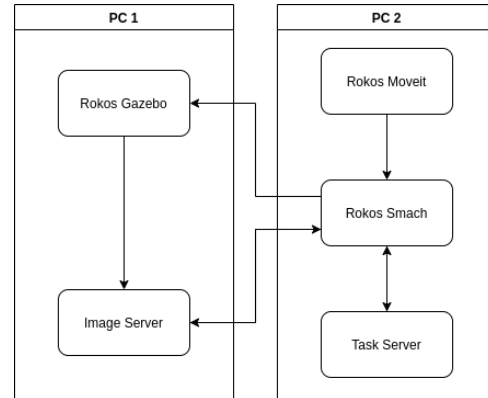 PC 1
PC 2
Rokos Gazebo
Rokos Moveit
Rokos Smach
Image Server
Task Server